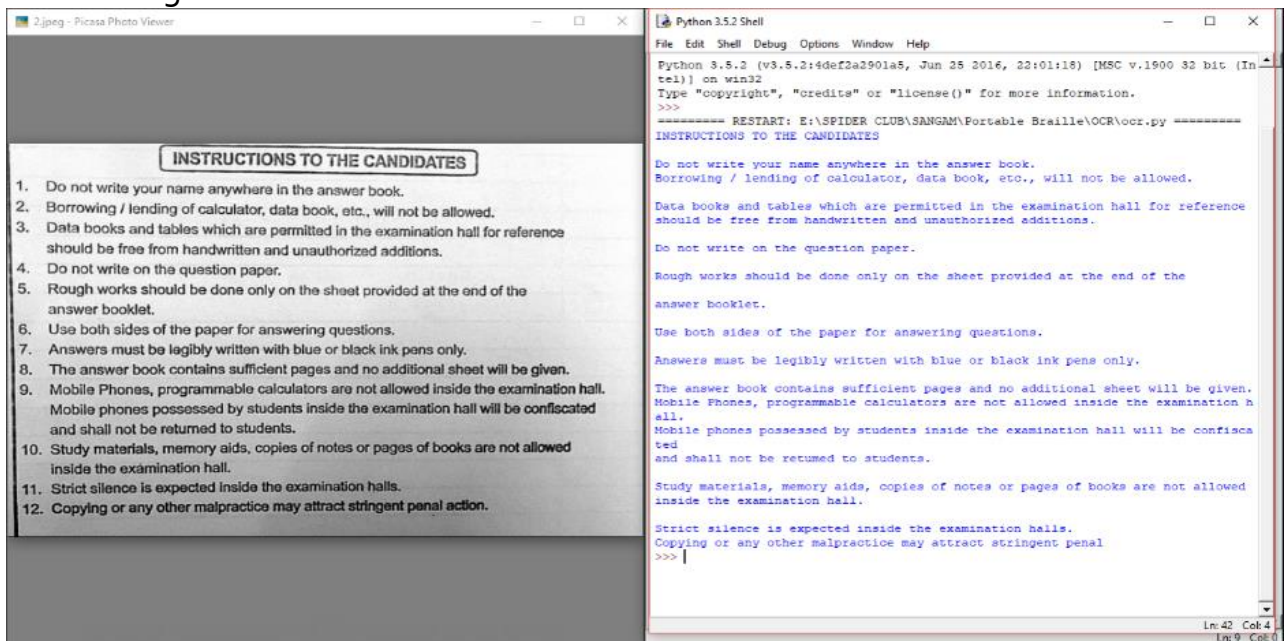 2.jpeg - Picasa Photo Viewer
INSTRUCTIONS TO THE CANDIDATES
1. Do not write your name anywhere in the answer book.
2. Borrowing / lending of calculator, data book, etc., will not be allowed.
3. Data books and tables which are permitted in the examination hall for reference
should be free from handwritten and unauthorized additions.
4. Do not write on the question paper.
5. Rough works should be done only on the sheet provided at the end of the
answer booklet.
6. Use both sides of the paper for answering questions.
7. Answers must be legibly written with blue or black ink pens only.
8. The answer book contains sufficient pages and no additional sheet will be given.
9. Mobile Phones, programmable calculators are not allowed inside the examination hall.
Mobile phones possessed by students inside the examination hall will be confiscated
and shall not be returned to students.
10. Study materials, memory aids, copies of notes or pages of books are not allowed
inside the examination hall.
11. Strict silence is expected inside the examination halls.
12. Copying or any other malpractice may attract stringent penal action.
Python 3.5.2 Shell
File Edit Shell Debug Options Window Help
Python 3.5.2 (v3.5.2:4def2a2901a5, Jun 25 2016, 22:01:18) [MSC v.1900 32 bit (In
tel)] on win32
Type "copyright", "credits" or "license()" for more information.
>>>
========= RESTART: E:\SPIDER CLUB\SANGAM\Portable Braille\OCR\ocr.py =========
INSTRUCTIONS TO THE CANDIDATES
Do not write your name anywhere in the answer book.
Borrowing / lending of calculator, data book, etc., will not be allowed.
Data books and tables which are permitted in the examination hall for reference
should be free from handwritten and unauthorized additions.
Do not write on the question paper.
Rough works should be done only on the sheet provided at the end of the
answer booklet.
Use both sides of the paper for answering questions.
Answers must be legibly written with blue or black ink pens only.
The answer book contains sufficient pages and no additional sheet will be given.
Mobile Phones, programmable calculators are not allowed inside the examination h
all.
Mobile phones possessed by students inside the examination hall will be confisca
ted
and shall not be retumed to students.
Study materials, memory aids, copies of notes or pages of books are not allowed
inside the examination hall.
Strict silence is expected inside the examination halls.
Copying or any other malpractice may attract stringent penal
>>>
Ln: 42 Col: 4
Ln: 9 Col: 0